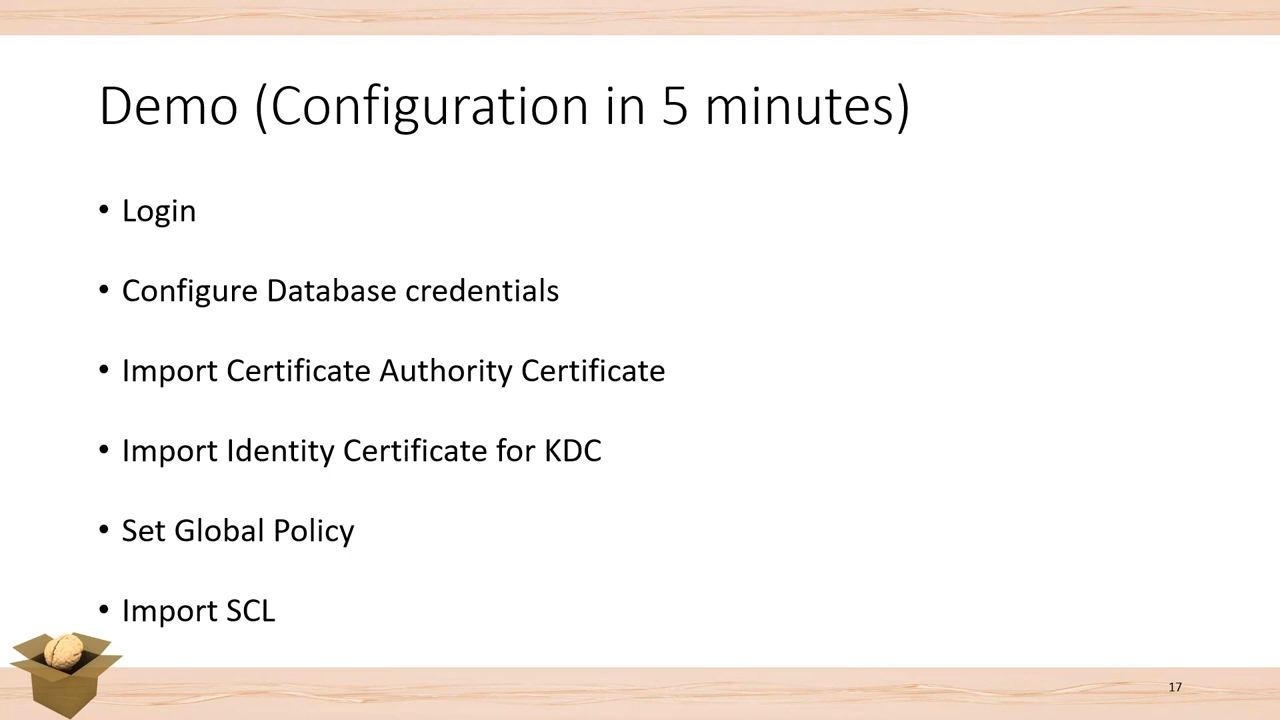 Demo (Configuration in 5 minutes)
• Login
• Configure Database credentials
• Import Certificate Authority Certificate
• Import Identity Certificate for KDC
• Set Global Policy
• Import SCL
17